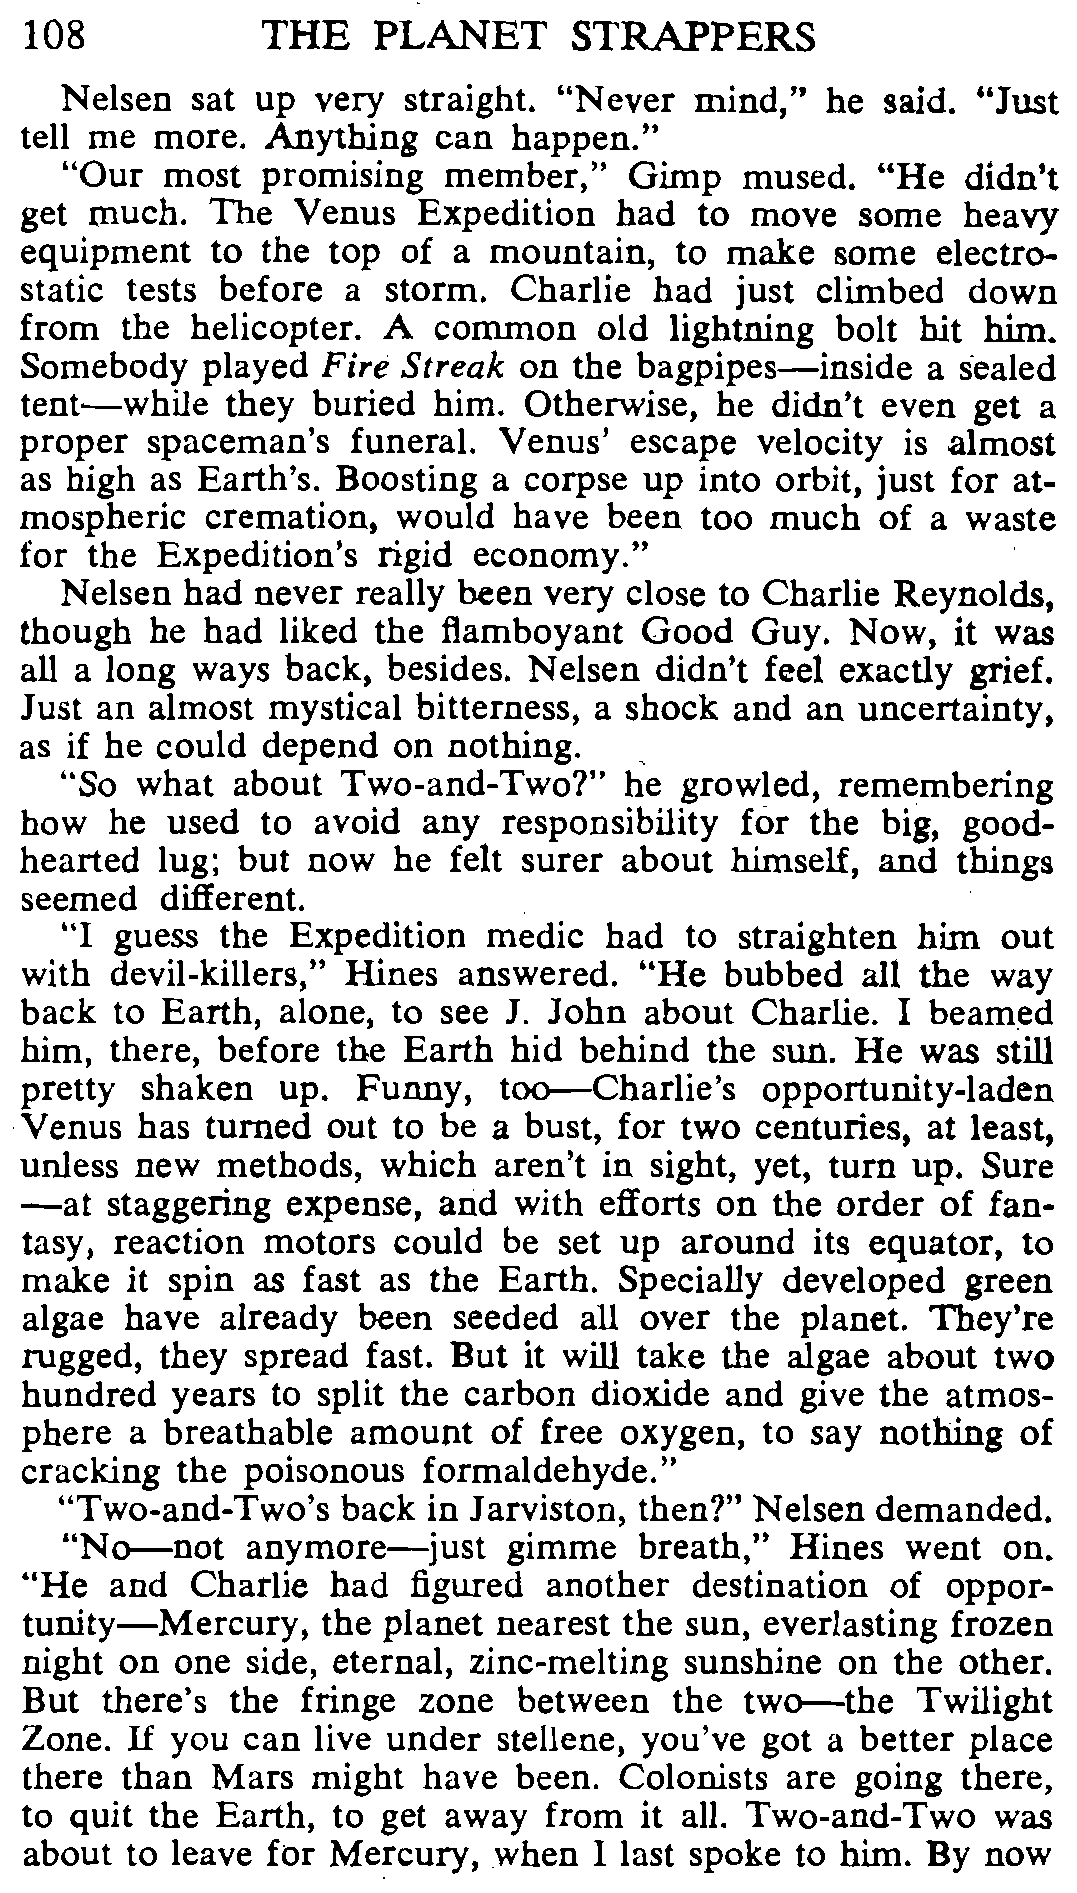 108 THE PLANET STRAPPERS
Nelsen sat up very straight. “Never mind,” he said. “Just
tell me more. Anything can happen.”
“Our most promising member,” Gimp mused. “He didn’t
get much. The Venus Expedition had to move some heavy
equipment to the top of a mountain, to make some electro-
static tests before a storm. Charlie had just climbed down
from the helicopter. A common old lightning bolt hit him.
Somebody played Fire Streak on the bagpipes—inside a sealed
tent—while they buried him. Otherwise, he didn’t even get a
proper spaceman’s funeral. Venus’ escape velocity is almost
as high as Earth’s. Boosting a corpse up into orbit, just for at-
mospheric cremation, would have been too much of a waste
for the Expedition’s rigid economy.”
Nelsen had never really been very close to Charlie Reynolds,
though he had liked the flamboyant Good Guy. Now, it was
all a long ways back, besides. Nelsen didn’t feel exactly grief.
Just an almost mystical bitterness, a shock and an uncertainty,
as if he could depend on nothing.
“So what about Two-and-Two?” he growled, remembering
how he used to avoid any responsibility for the big, good-
hearted lug; but now he felt surer about himself, and things
seemed different.
“I guess the Expedition medic had to straighten him out
with devil-killers,” Hines answered. “He bubbed all the way
back to Earth, alone, to see J. John about Charlie. I beamed
him, there, before the Earth hid behind the sun. He was still
pretty shaken up. Funny, too—Charlie’s opportunity-laden
Venus has turned out to be a bust, for two centuries, at least,
unless new methods, which aren’t in sight, yet, turn up. Sure
—at staggering expense, and with efforts on the order of fan-
tasy, reaction motors could be set up around its equator, to
make it spin as fast as the Earth. Specially developed green
algae have already been seeded all over the planet. They’re
rugged, they spread fast. But it will take the algae about two
hundred years to split the carbon dioxide and give the atmos-
phere a breathable amount of free oxygen, to say nothing of
cracking the poisonous formaldehyde.”
“Two-and-Two’s back in Jarviston, then?” Nelsen demanded.
“No—not anymore—just gimme breath,” Hines went on.
“He and Charlie had figured another destination of oppor-
tunity—Mercury, the planet nearest the sun, everlasting frozen
night on one side, eternal, zinc-melting sunshine on the other.
But there’s the fringe zone between the two—the Twilight
Zone. If you can live under stellene, you’ve got a better place
there than Mars might have been. Colonists are going there,
to quit the Earth, to get away from it all. Two-and-Two was
about to leave for Mercury, when I last spoke to him. By now